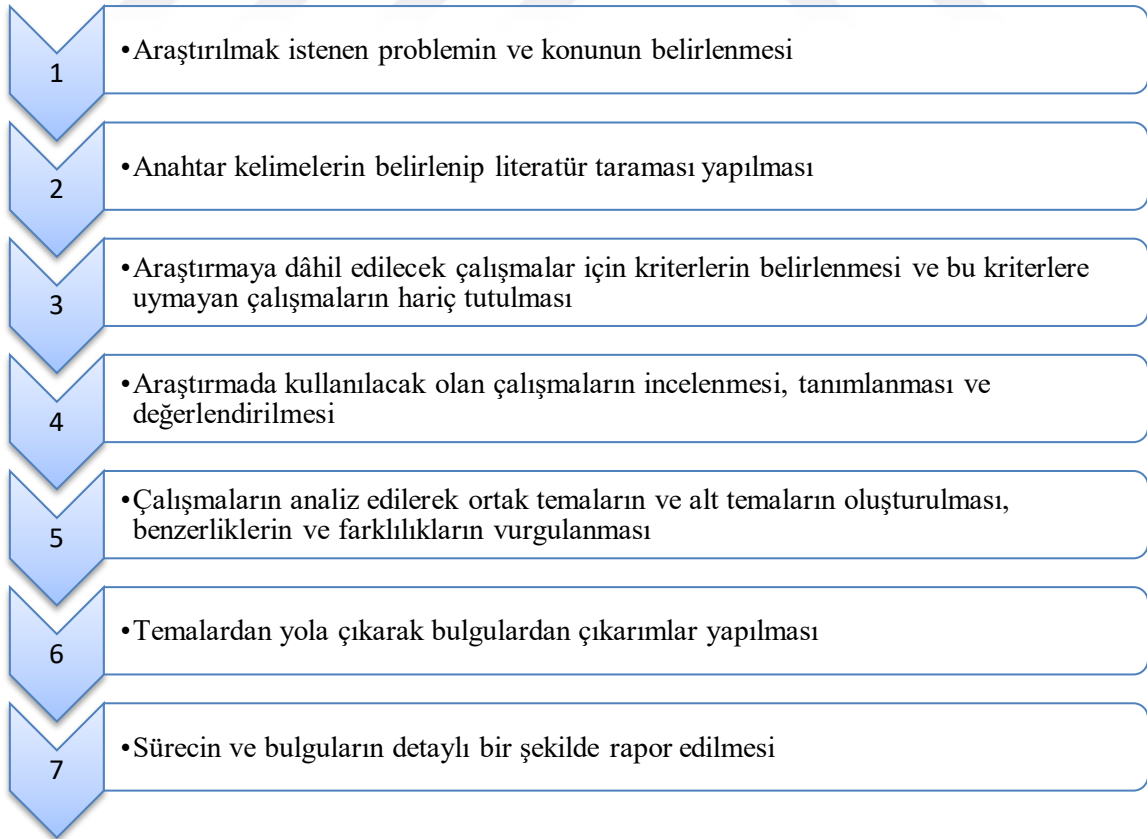 1
•Araştırılmak istenen problemin ve konunun belirlenmesi
2
•Anahtar kelimelerin belirlenip literatür taraması yapılması
3
•Araştırmaya dâhil edilecek çalışmalar için kriterlerin belirlenmesi ve bu kriterlere
uymayan çalışmaların hariç tutulması
4
•Araştırmada kullanılacak olan çalışmaların incelenmesi, tanımlanması ve
değerlendirilmesi
5
•Çalışmaların analiz edilerek ortak temaların ve alt temaların oluşturulması,
benzerliklerin ve farklılıkların vurgulanması
6
•Temalardan yola çıkarak bulgulardan çıkarımlar yapılması
7
•Sürecin ve bulguların detaylı bir şekilde rapor edilmesi